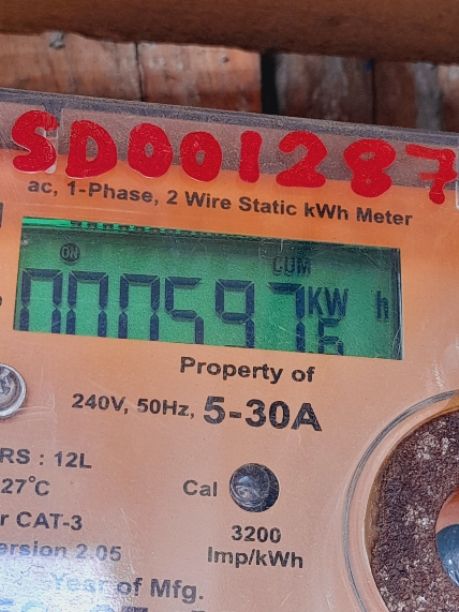 SD001287
ac, 1-Phase, 2 Wire Static kWh Meter
ON CUM
000597 KW h
Property of
240V, 50Hz, 5-30A
RS : 12L
27°C
Cal
r CAT-3
3200
ersion 2.05
Imp/kWh
Year of Mfg.